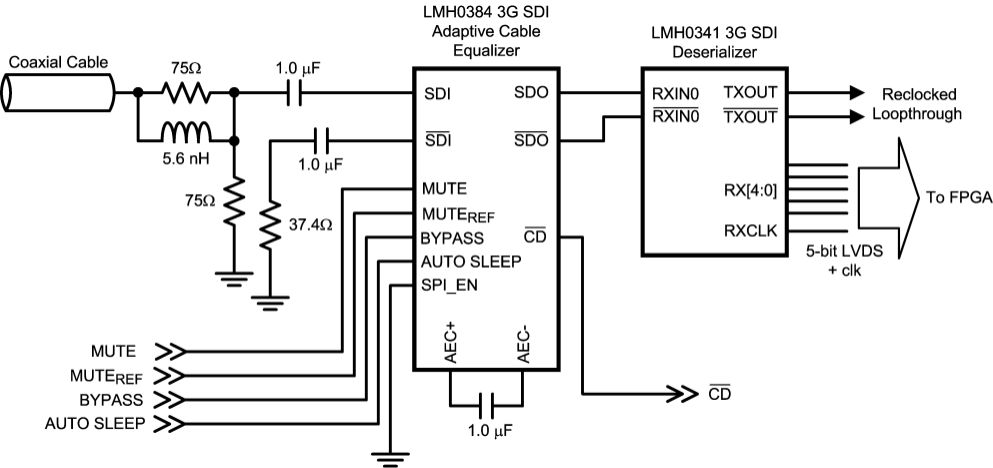 LMH0384 3G SDI
Adaptive Cable
Equalizer
LMH0341 3G SDI
Deserializer
Coaxial Cable
75Ω
1.0 μF
SDI
SDO
RXIN0
TXOUT
Reclocked
Loopthrough
RXIN0
TXOUT
5.6 nH
1.0 μF
SDI
SDO
75Ω
37.4Ω
MUTE
MUTEREF
BYPASS
CD
AUTO SLEEP
SPI_EN
RX[4:0]
To FPGA
RXCLK
5-bit LVDS
+ clk
AEC+
AEC-
MUTE
MUTEREF
BYPASS
AUTO SLEEP
1.0 μF
CD